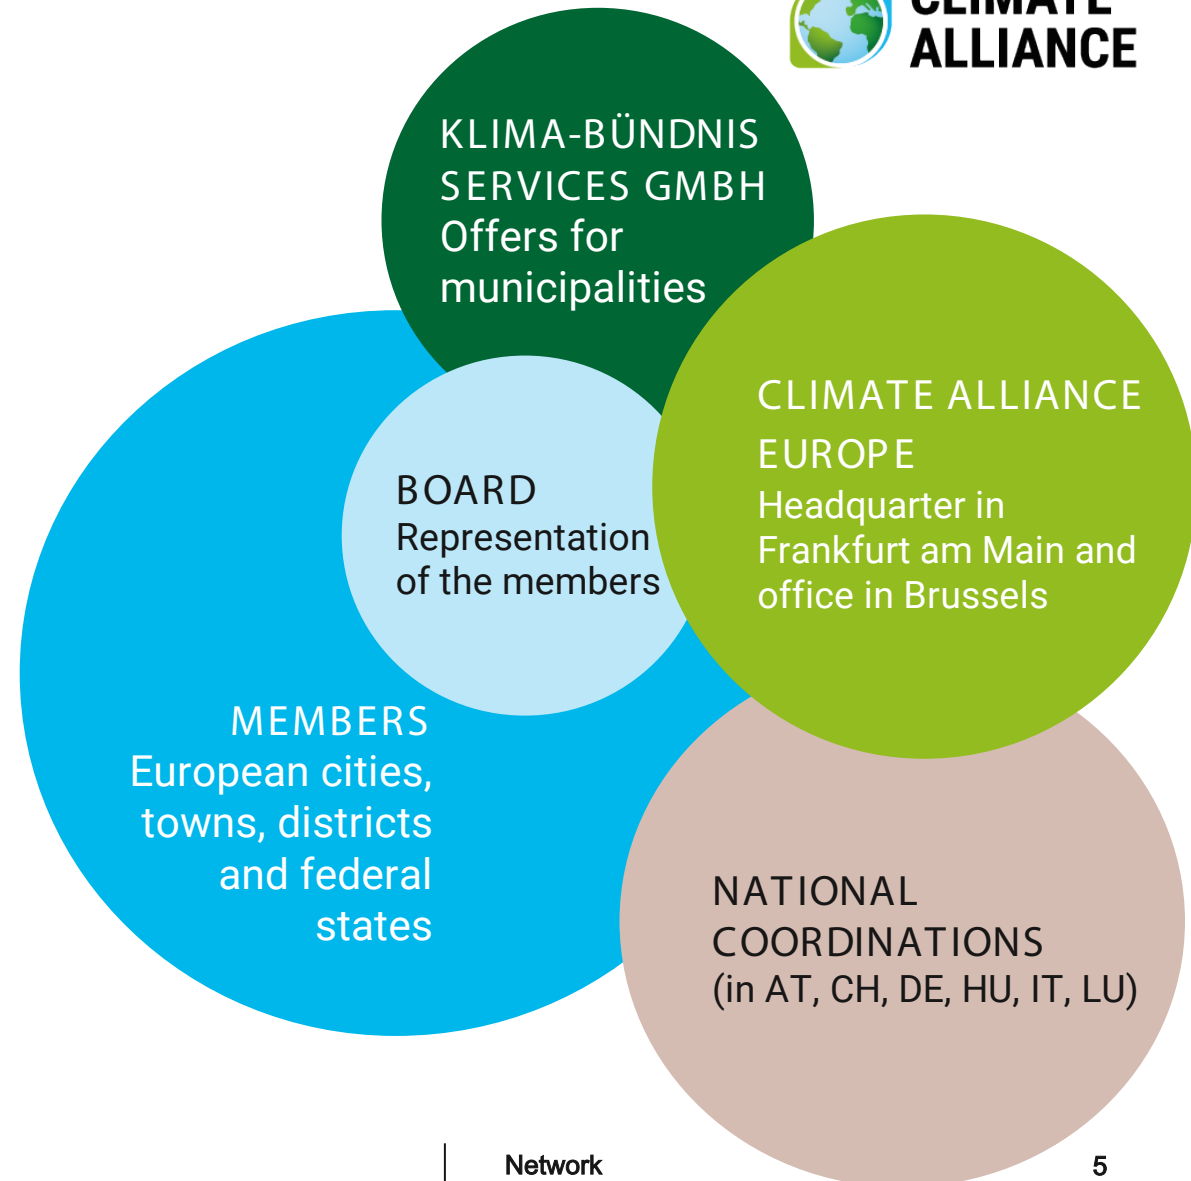 CLIMATE
ALLIANCE
KLIMA-BÜNDNIS
SERVICES GMBH
Offers for
municipalities
CLIMATE ALLIANCE
EUROPE
Headquarter in
Frankfurt am Main and
office in Brussels
BOARD
Representation
of the members
MEMBERS
European cities,
towns, districts
and federal
states
NATIONAL
COORDINATIONS
(in AT, CH, DE, HU, IT, LU)
Network
5